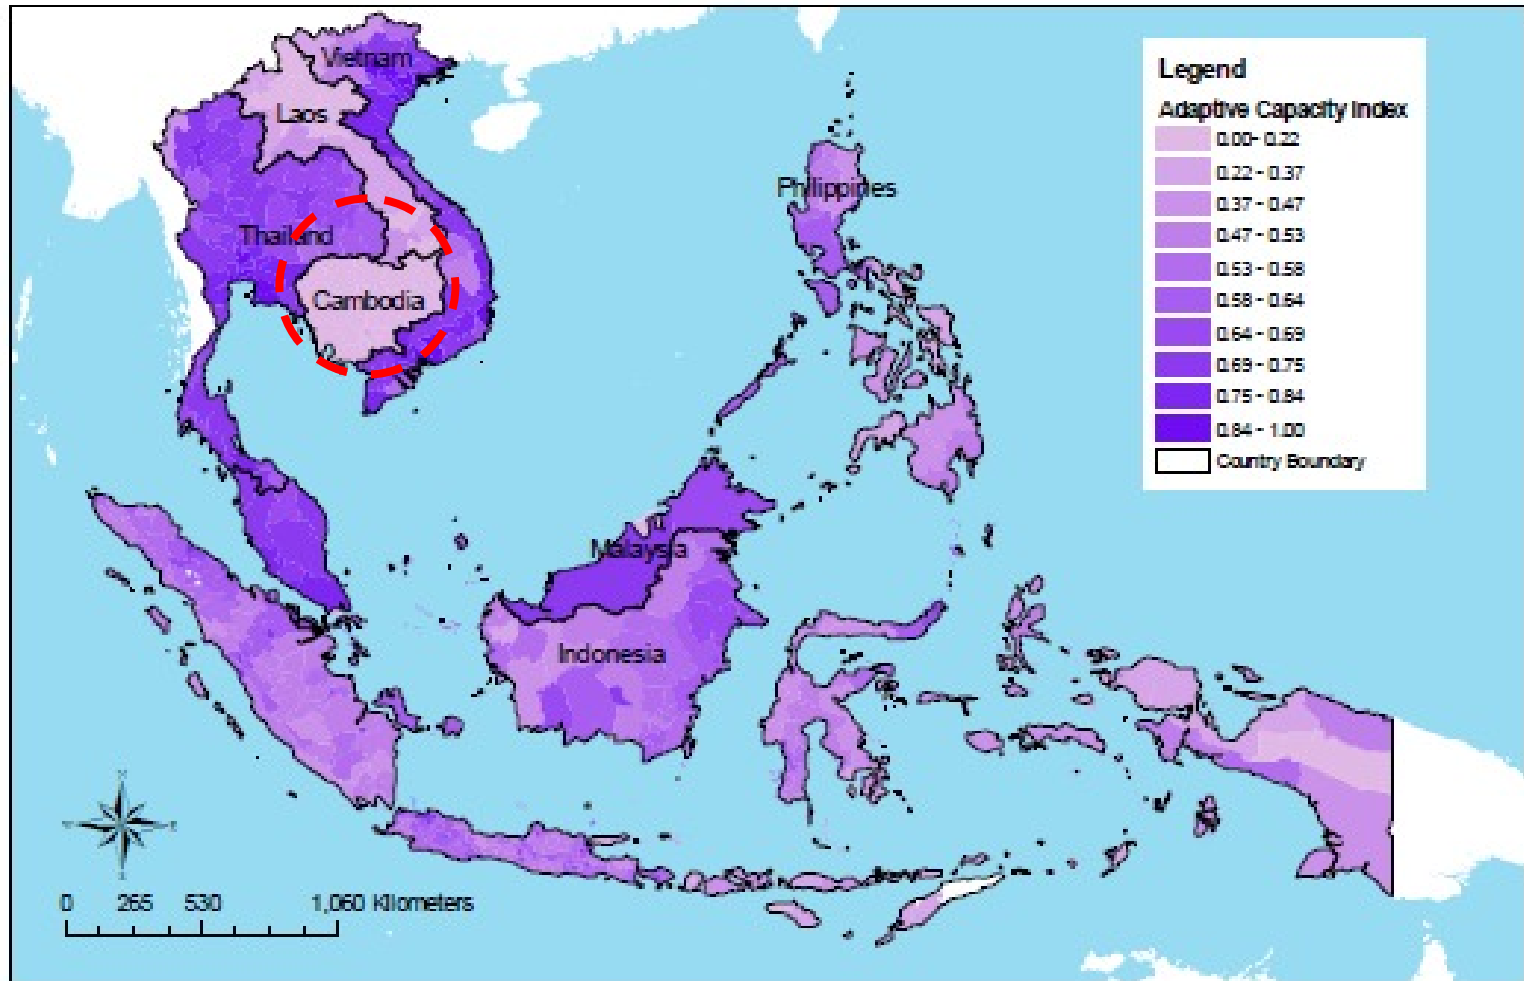 Vietnam
Laos
Thailand
Cambodia
Philippines
Malaysia
Indonesia
Legend
Adaptive Capacity Index
0.00 - 0.22
0.22 - 0.37
0.37 - 0.47
0.47 - 0.53
0.53 - 0.58
0.58 - 0.64
0.64 - 0.69
0.69 - 0.75
0.75 - 0.84
0.84 - 1.00
Country Boundary
0 265 530 1,060 Kilometers